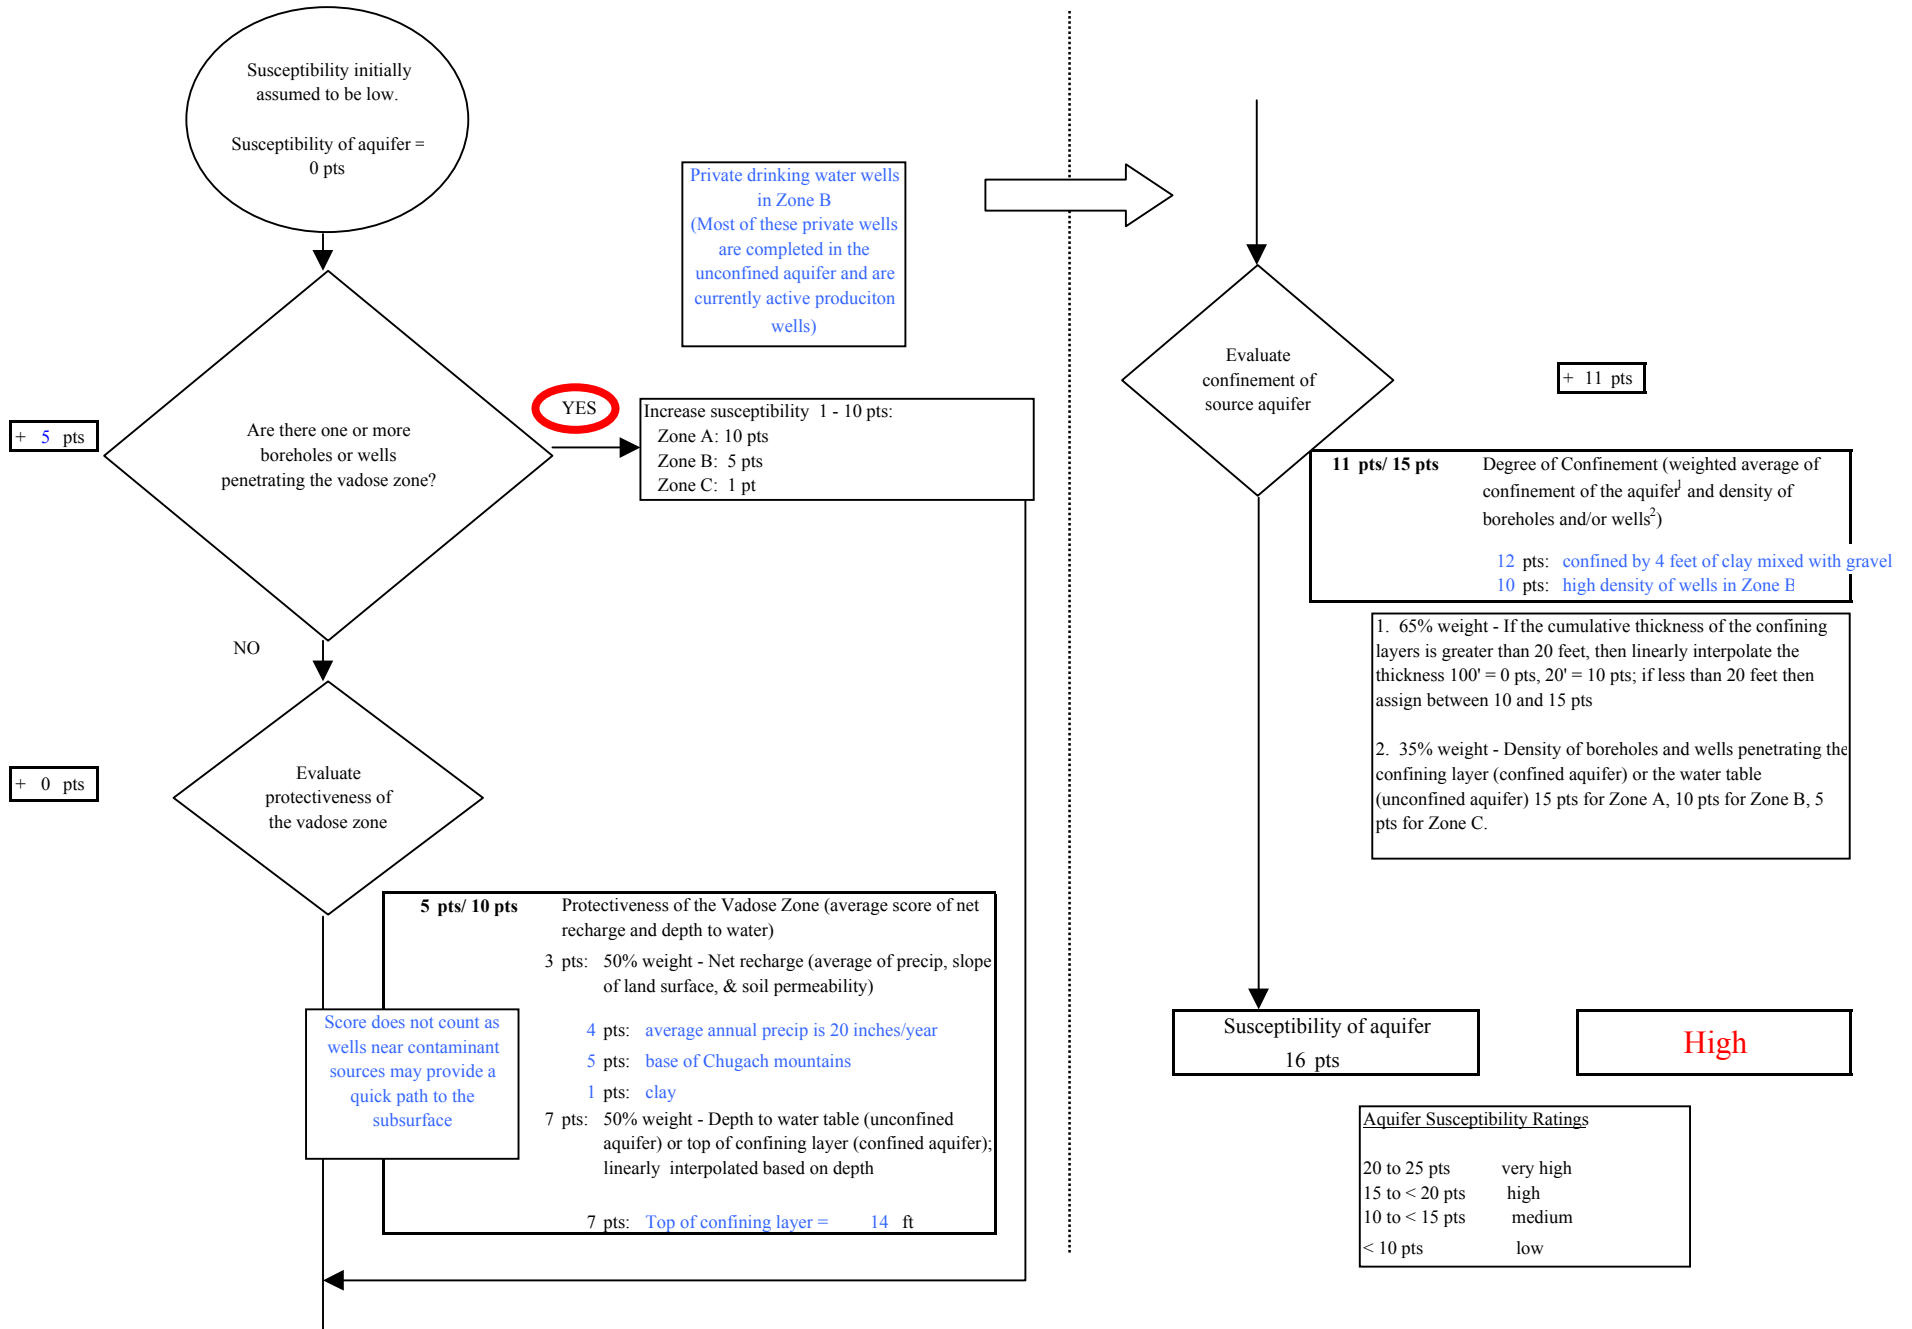 Susceptibility initially
assumed to be low.
Susceptibility of aquifer =
0 pts
Private drinking water wells
in Zone B
(Most of these private wells
are completed in the
unconfined aquifer and are
currently active produciton
wells)
+ 5 pts
Are there one or more
boreholes or wells
penetrating the vadose zone?
YES
Increase susceptibility 1 - 10 pts:
Zone A: 10 pts
Zone B: 5 pts
Zone C: 1 pt
NO
+ 0 pts
Evaluate
protectiveness of
the vadose zone
5 pts/ 10 pts Protectiveness of the Vadose Zone (average score of net
recharge and depth to water)
3 pts: 50% weight - Net recharge (average of precip, slope
of land surface, & soil permeability)
4 pts: average annual precip is 20 inches/year
5 pts: base of Chugach mountains
1 pts: clay
7 pts: 50% weight - Depth to water table (unconfined
aquifer) or top of confining layer (confined aquifer);
linearly interpolated based on depth
7 pts: Top of confining layer = 14 ft
Score does not count as
wells near contaminant
sources may provide a
quick path to the
subsurface
Evaluate
confinement of
source aquifer
+ 11 pts
11 pts/ 15 pts Degree of Confinement (weighted average of
confinement of the aquifer1 and density of
boreholes and/or wells2)
12 pts: confined by 4 feet of clay mixed with gravel
10 pts: high density of wells in Zone B
1. 65% weight - If the cumulative thickness of the confining
layers is greater than 20 feet, then linearly interpolate the
thickness 100' = 0 pts, 20' = 10 pts; if less than 20 feet then
assign between 10 and 15 pts
2. 35% weight - Density of boreholes and wells penetrating the
confining layer (confined aquifer) or the water table
(unconfined aquifer) 15 pts for Zone A, 10 pts for Zone B, 5
pts for Zone C.
Susceptibility of aquifer
16 pts
High
Aquifer Susceptibility Ratings
20 to 25 pts very high
15 to < 20 pts high
10 to < 15 pts medium
< 10 pts low